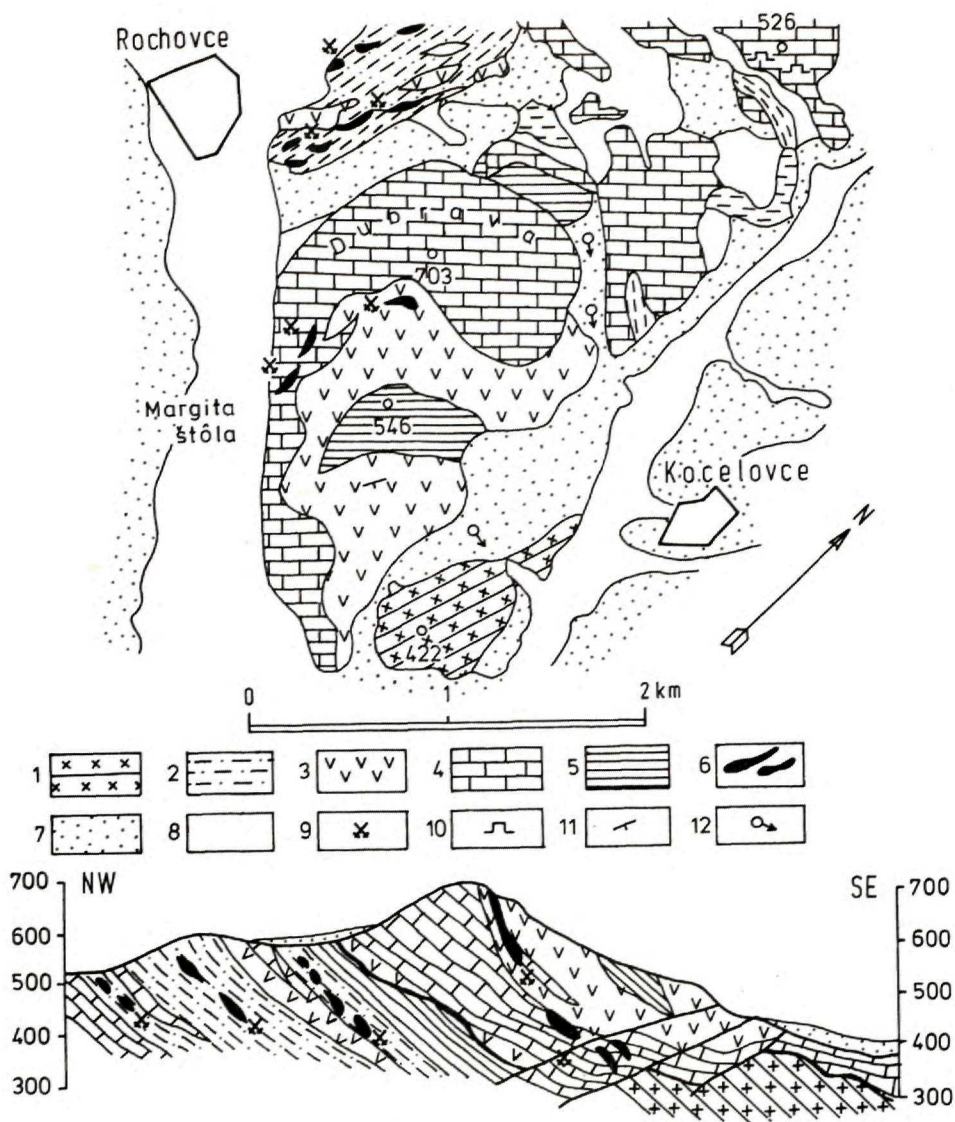 526
Rochovce
Dubrava
703
Margita
štôla
546
Kocelovce
N
422
0 1 2 km
1 2 3 4 5 6
7 8 9 10 11 12
700 NW SE 700
600 600
500 500
400 400
300 300